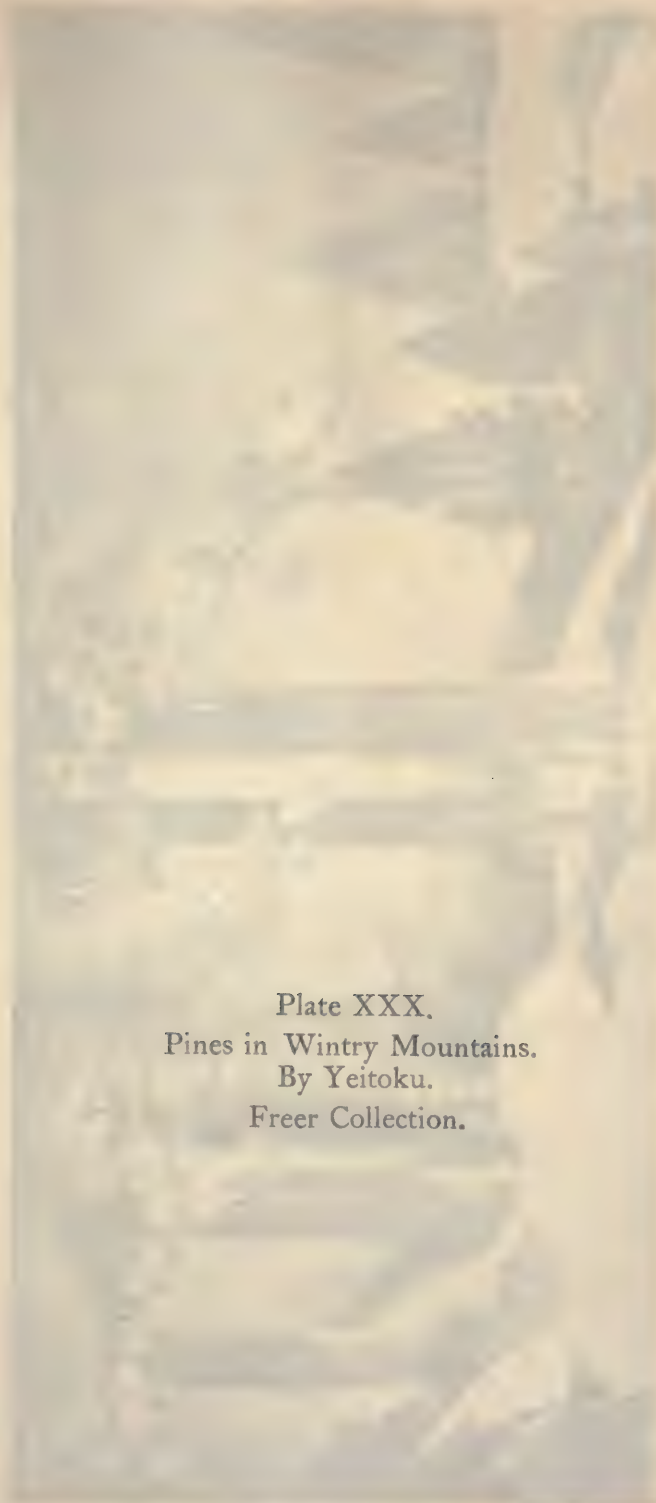 Plate XXX.
Pines in Wintry Mountains.
By Yeitoku.
Freer Collection.